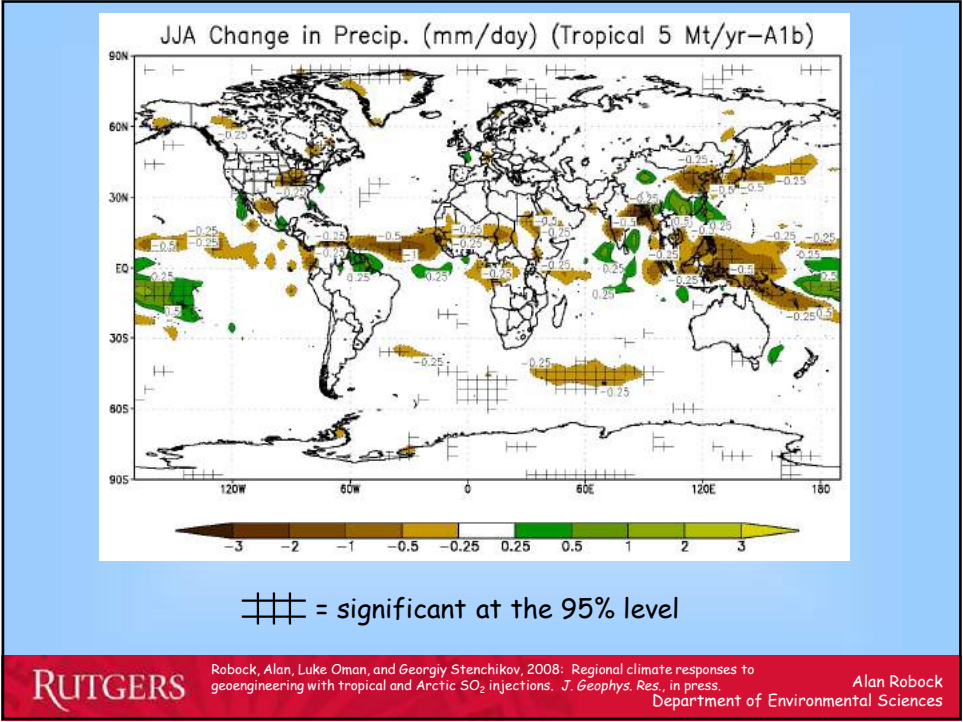 JJA Change in Precip. (mm/day) (Tropical 5 Mt/yr-A1b)
90N
60N
30N
EQ
30S
60S
90S
120W 60W 0 60E 120E 180
-3 -2 -1 -0.5 -0.25 0.25 0.5 1 2 3
= significant at the 95% level
RUTGERS
Robock, Alan, Luke Oman, and Georgiy Stenchikov, 2008: Regional climate responses to
geoengineering with tropical and Arctic SO₂ injections. J. Geophys. Res., in press.
Alan Robock
Department of Environmental Sciences